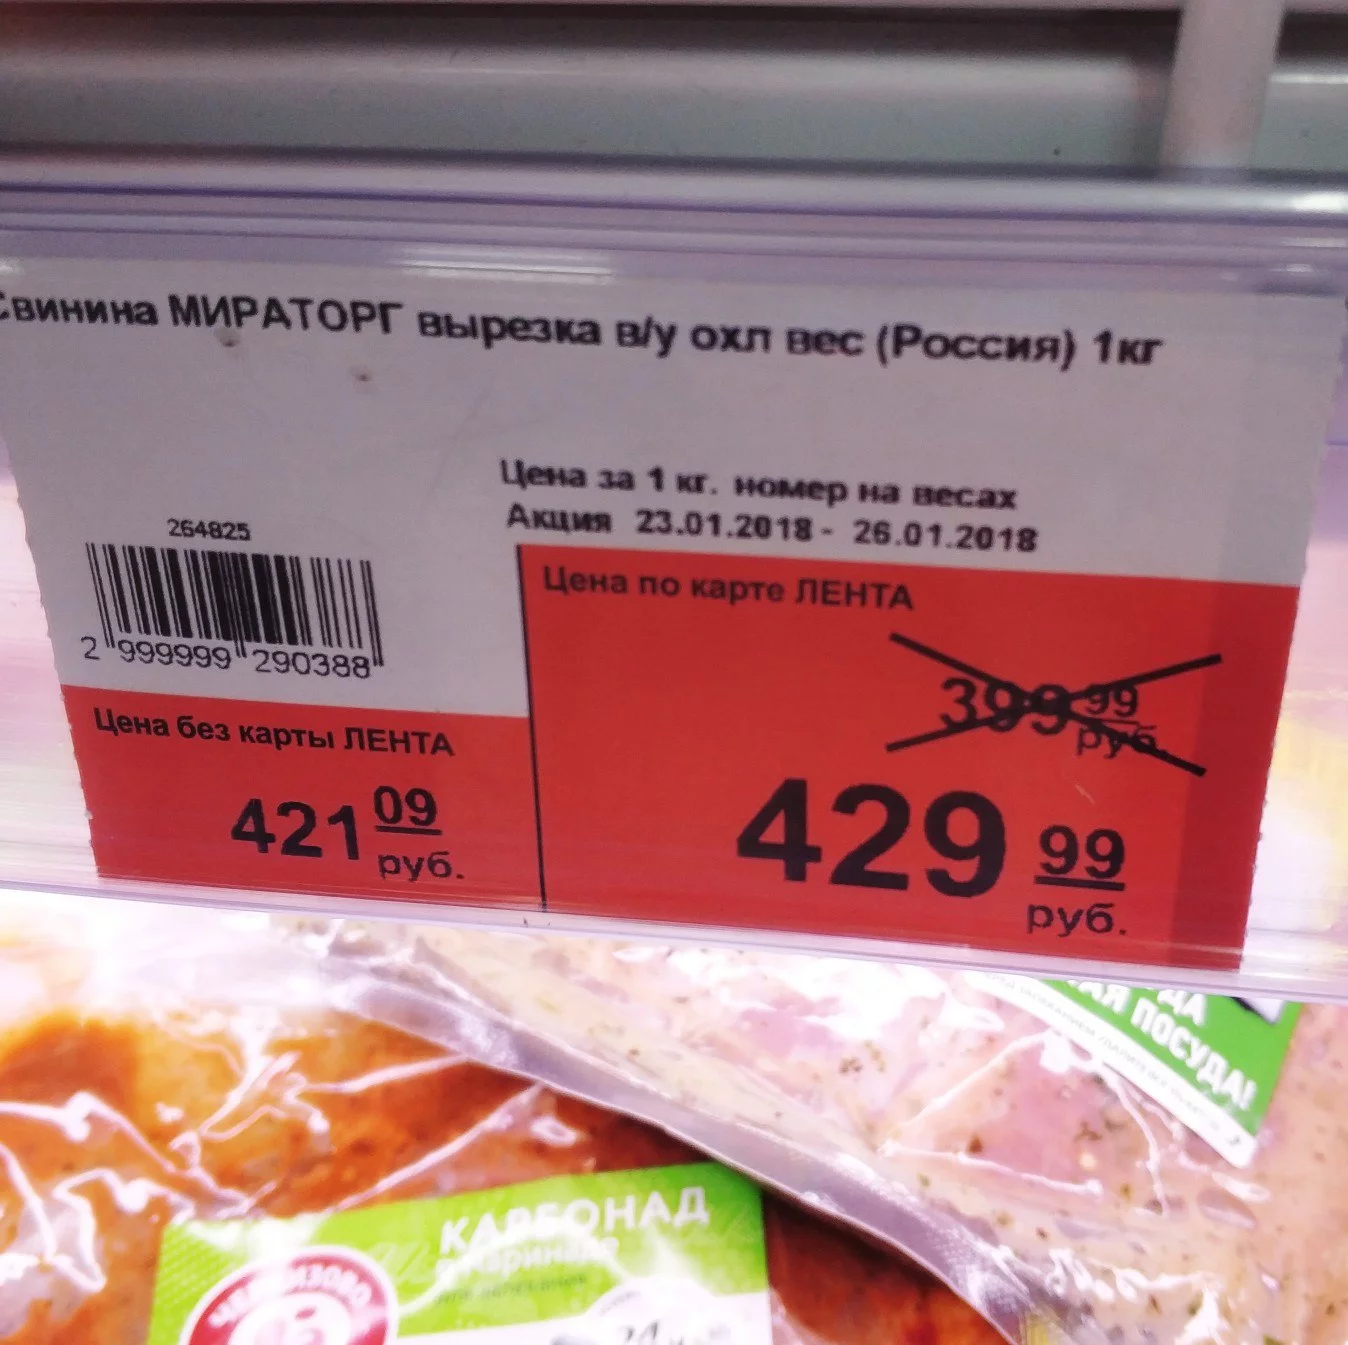 Свинина МИРАТОРГ вырезка в/у охл вес (Россия) 1кг
Цена за 1 кг. номер на весах
Акция 23.01.2018 - 26.01.2018
264825
2 999999 290388
Цена по карте ЛЕНТА
399 99 руб.
429 99 руб.
Цена без карты ЛЕНТА
421 09 руб.
ПОСУДА!
КАРБОНАД
маринаде
ЧЕРКИЗОВО